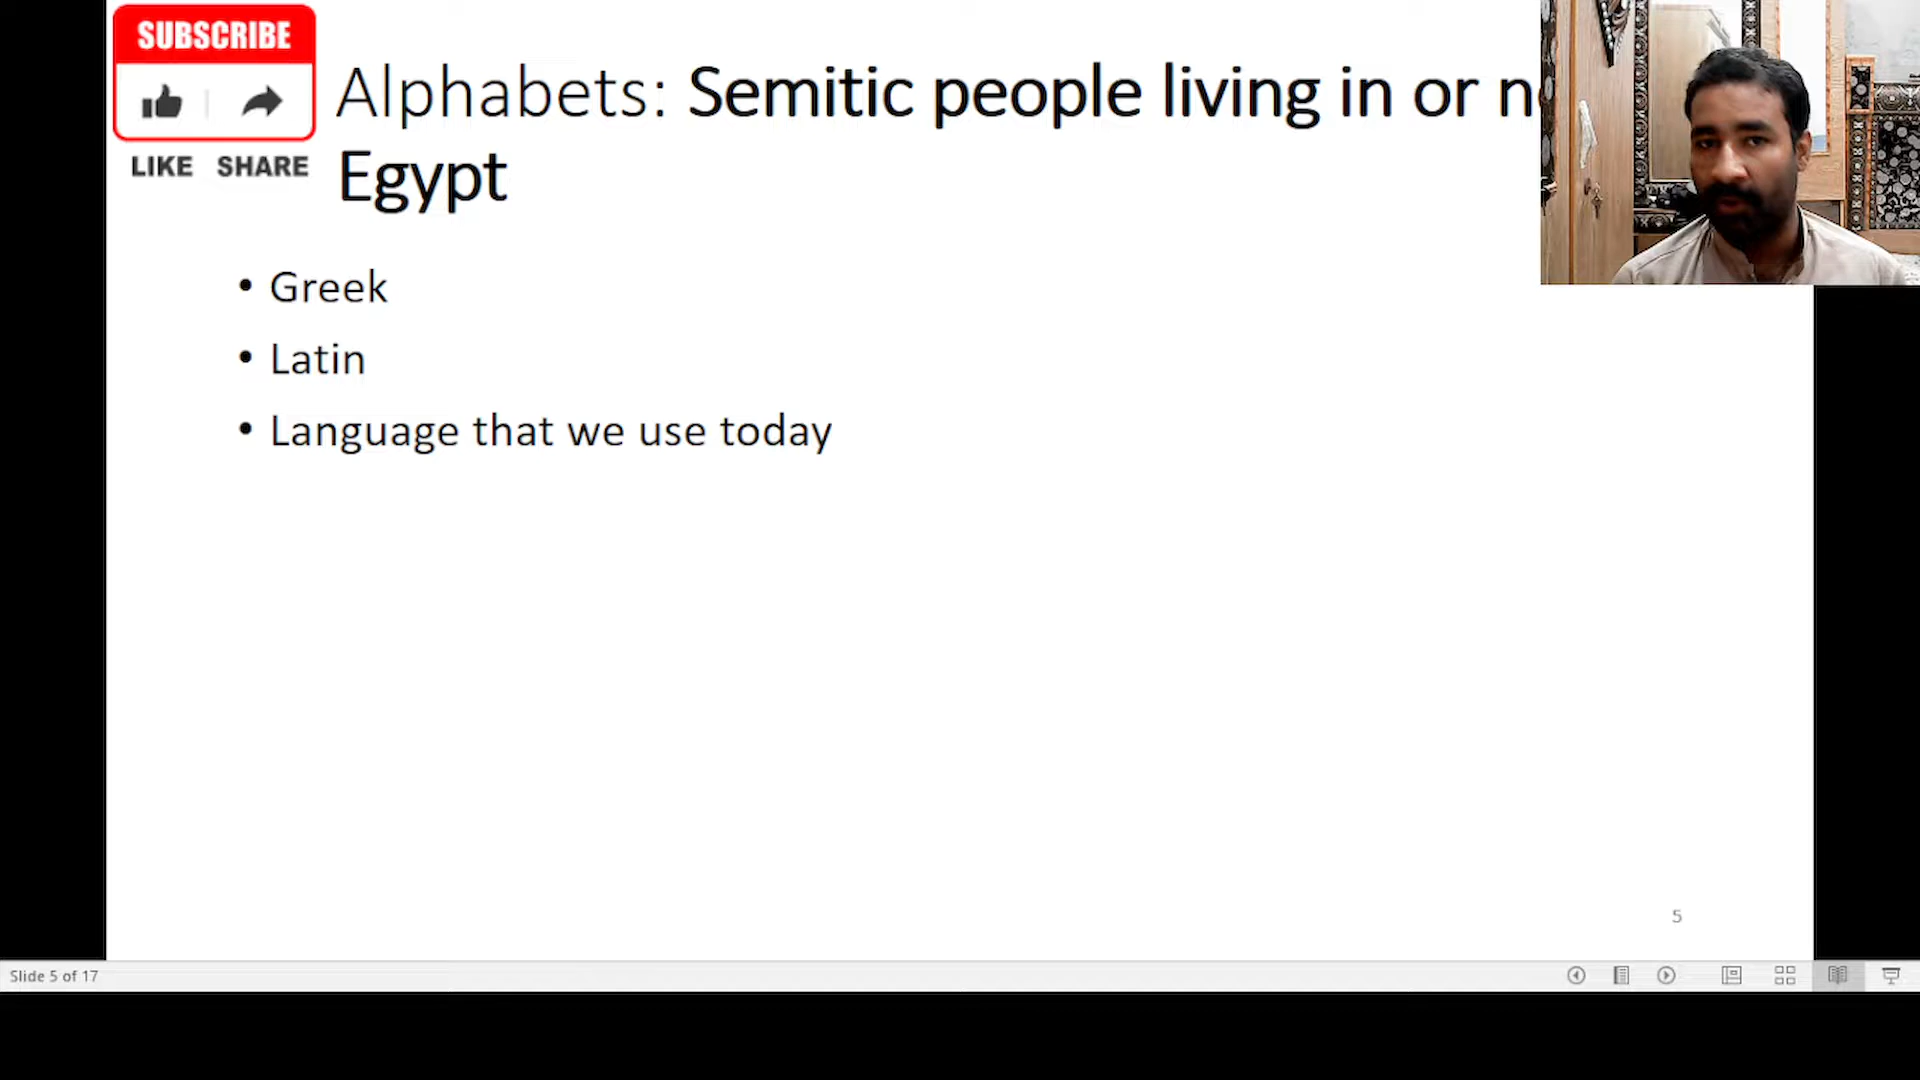 SUBSCRIBE
LIKE SHARE
Alphabets: Semitic people living in or
Egypt
• Greek
• Latin
• Language that we use today
5
Slide 5 of 17